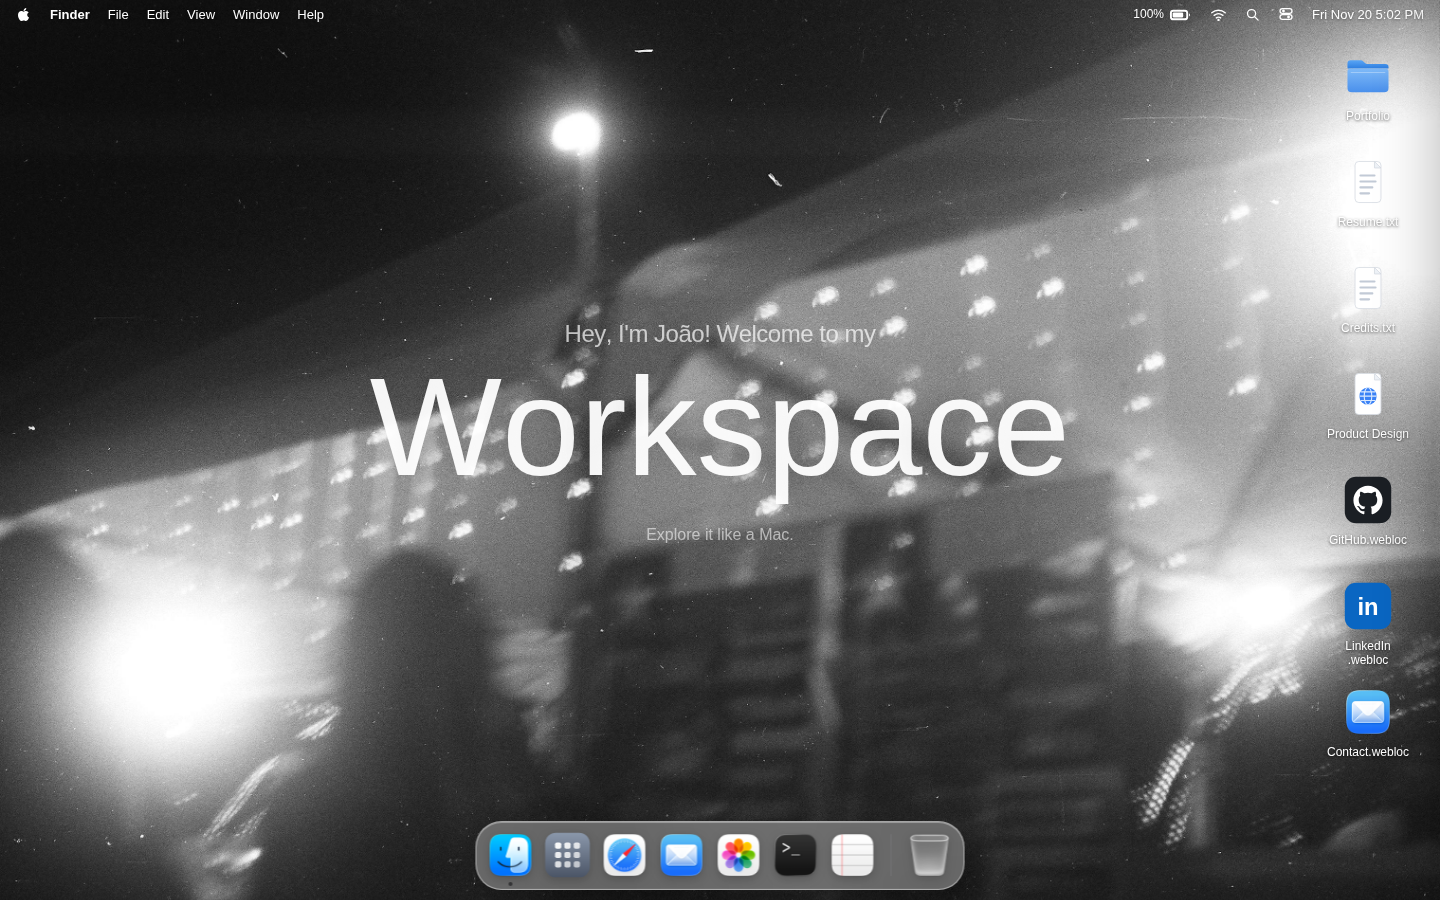 Finder File Edit View Window Help 100% Fri Nov 20 5:02 PM
Portfolio
Resume.txt
Credits.txt
Product Design
GitHub.webloc
in
LinkedIn
.webloc
Contact.webloc
Hey, I'm João! Welcome to my
Workspace
Explore it like a Mac.
>_